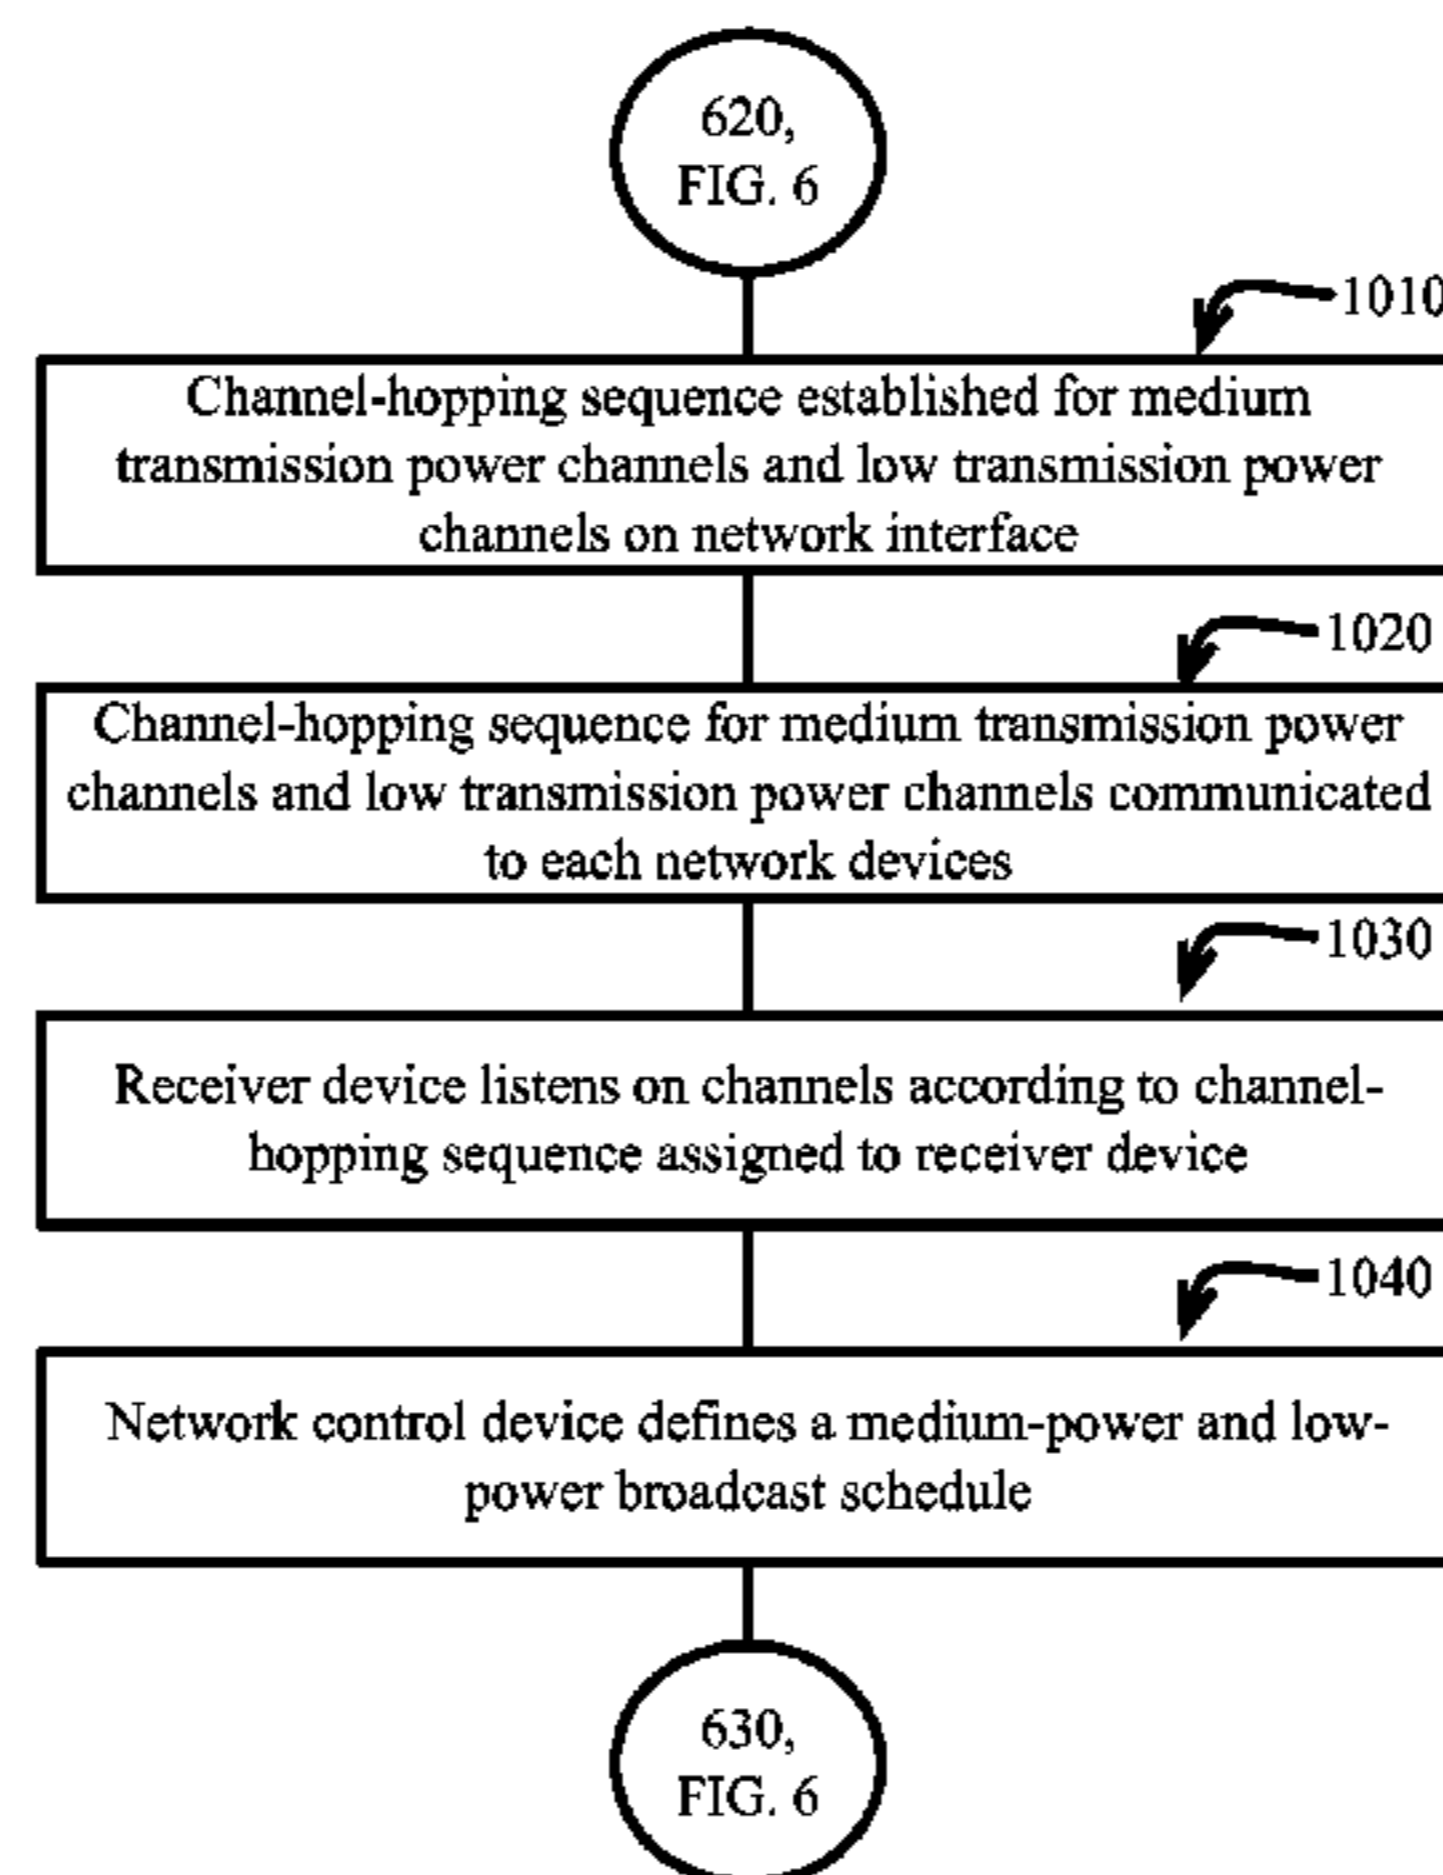 620,
FIG. 6
1010
Channel-hopping sequence established for medium
transmission power channels and low transmission power
channels on network interface
1020
Channel-hopping sequence for medium transmission power
channels and low transmission power channels communicated
to each network devices
1030
Receiver device listens on channels according to channel-
hopping sequence assigned to receiver device
1040
Network control device defines a medium-power and low-
power broadcast schedule
630,
FIG. 6